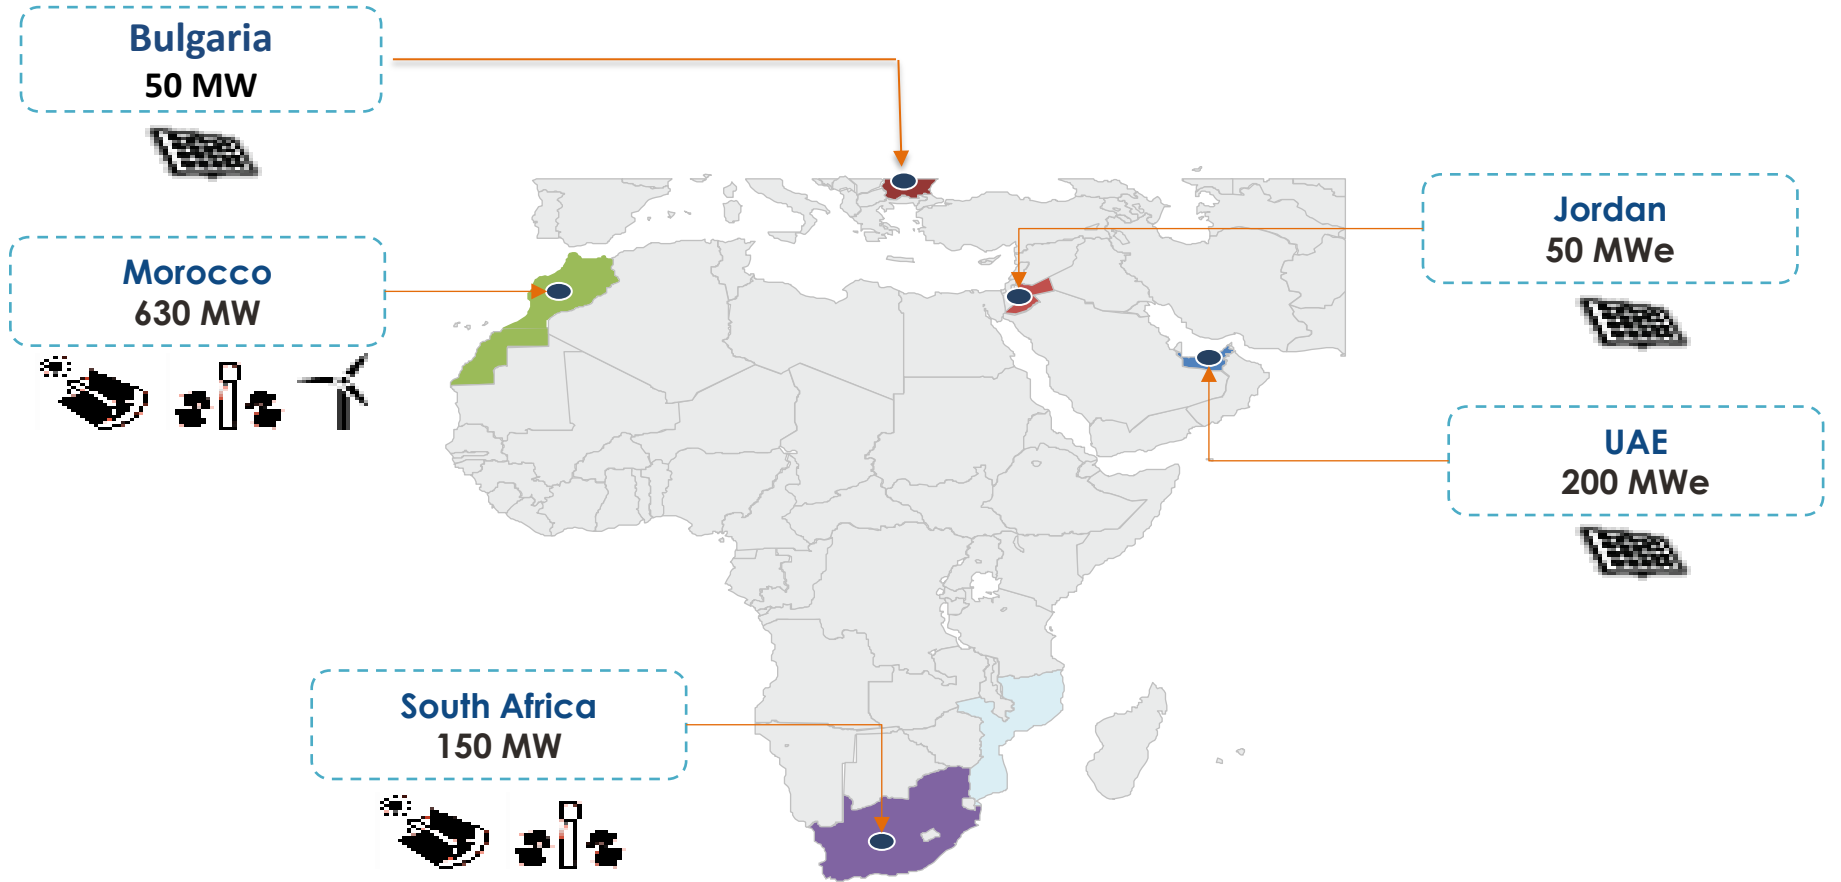 Bulgaria
50 MW
Morocco
630 MW
Jordan
50 MWe
UAE
200 MWe
South Africa
150 MW